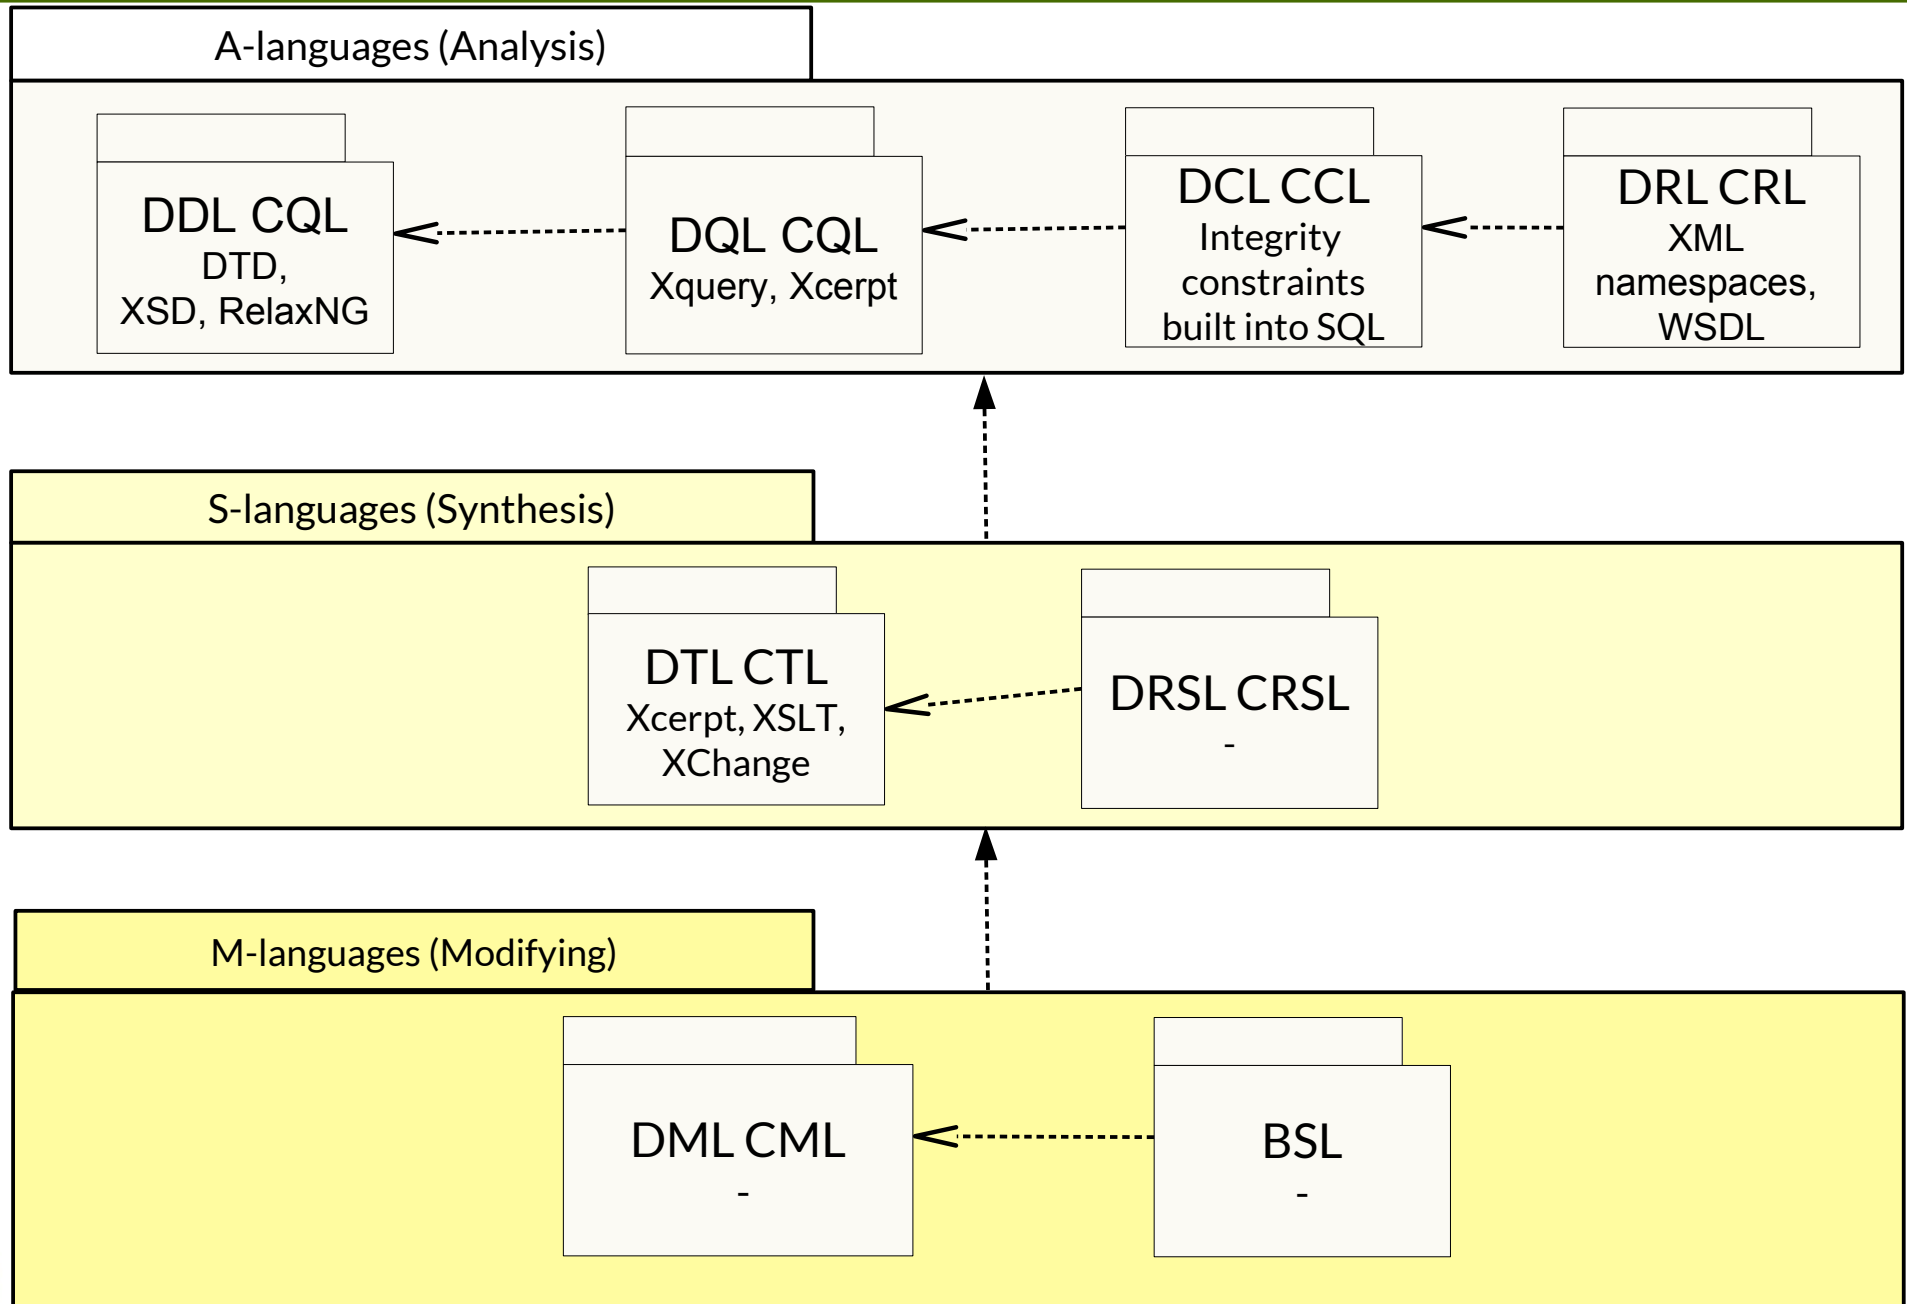 A-languages (Analysis)
DDL CQL
DTD,
XSD, RelaxNG
DQL CQL
Xquery, Xcerpt
DCL CCL
Integrity
constraints
built into SQL
DRL CRL
XML
namespaces,
WSDL
S-languages (Synthesis)
DTL CTL
Xcerpt, XSLT,
XChange
DRSL CRSL
-
M-languages (Modifying)
DML CML
-
BSL
-